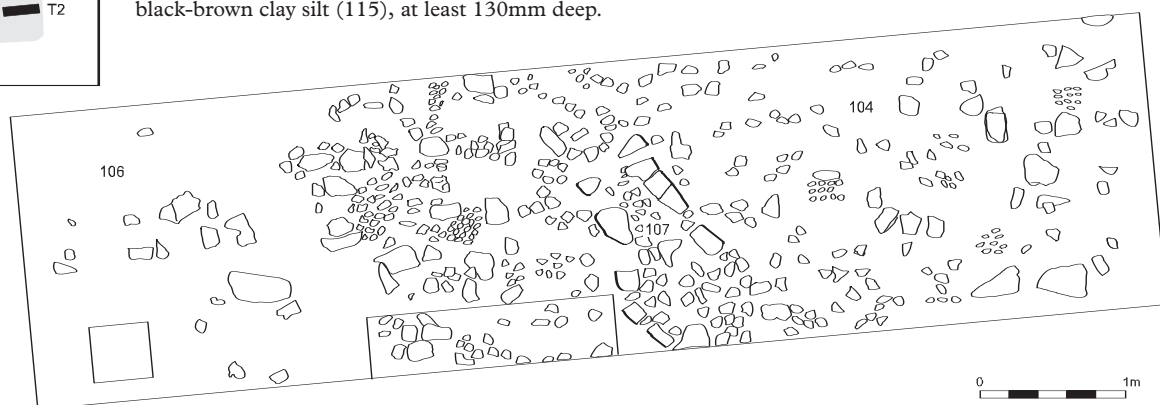 T2
black-brown clay silt (115), at least 130mm deep.
104
106
107
0 1m